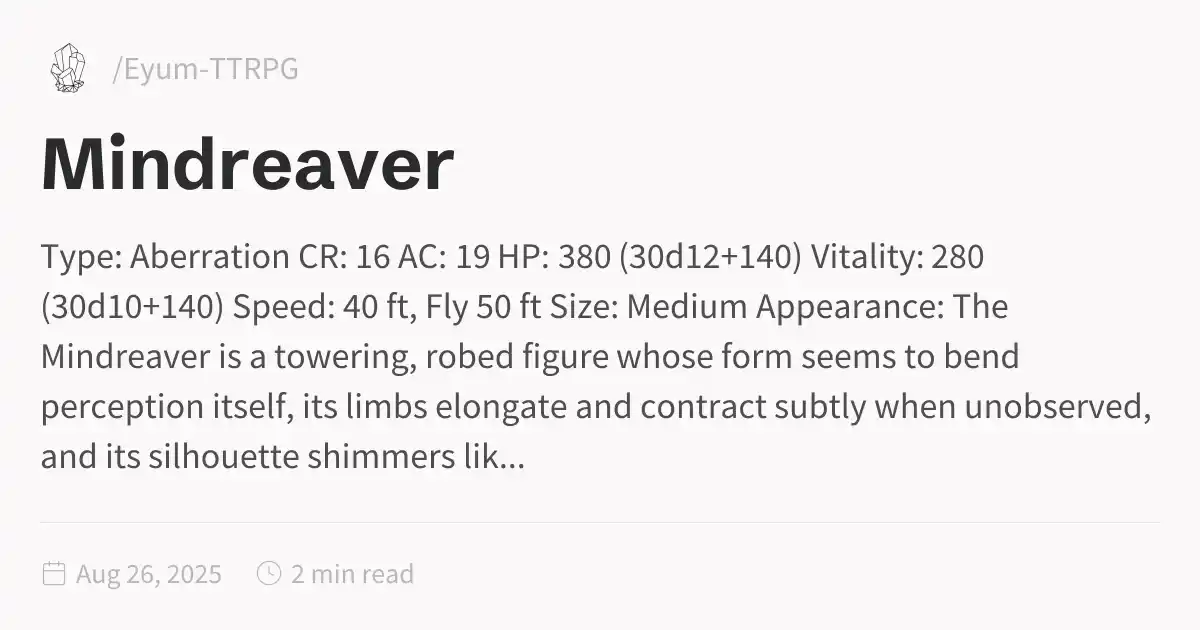 /Eyum-TTRPG
Mindreaver
Type: Aberration CR: 16 AC: 19 HP: 380 (30d12+140) Vitality: 280
(30d10+140) Speed: 40 ft, Fly 50 ft Size: Medium Appearance: The
Mindreaver is a towering, robed figure whose form seems to bend
perception itself, its limbs elongate and contract subtly when unobserved,
and its silhouette shimmers lik...
Aug 26, 2025 2 min read